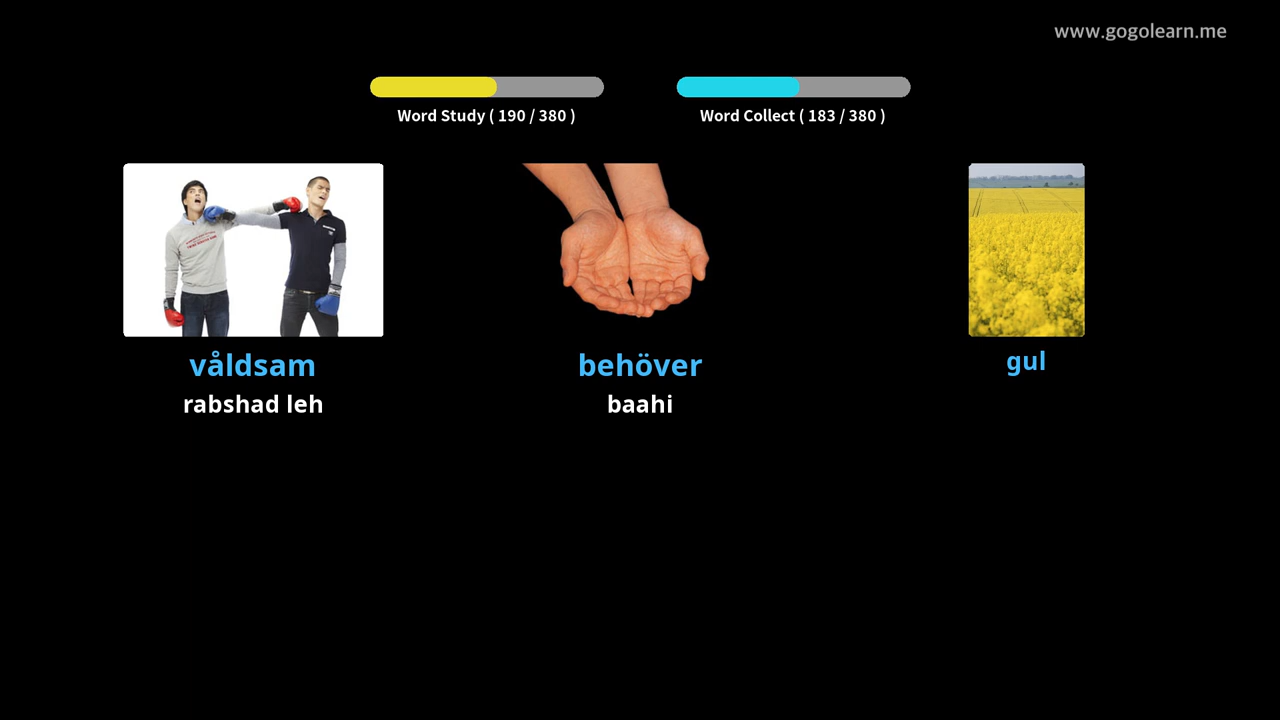 www.gogolearn.me
Word Study ( 190 / 380 )
Word Collect ( 183 / 380 )
våldsam
behöver
gul
rabshad leh
baahi